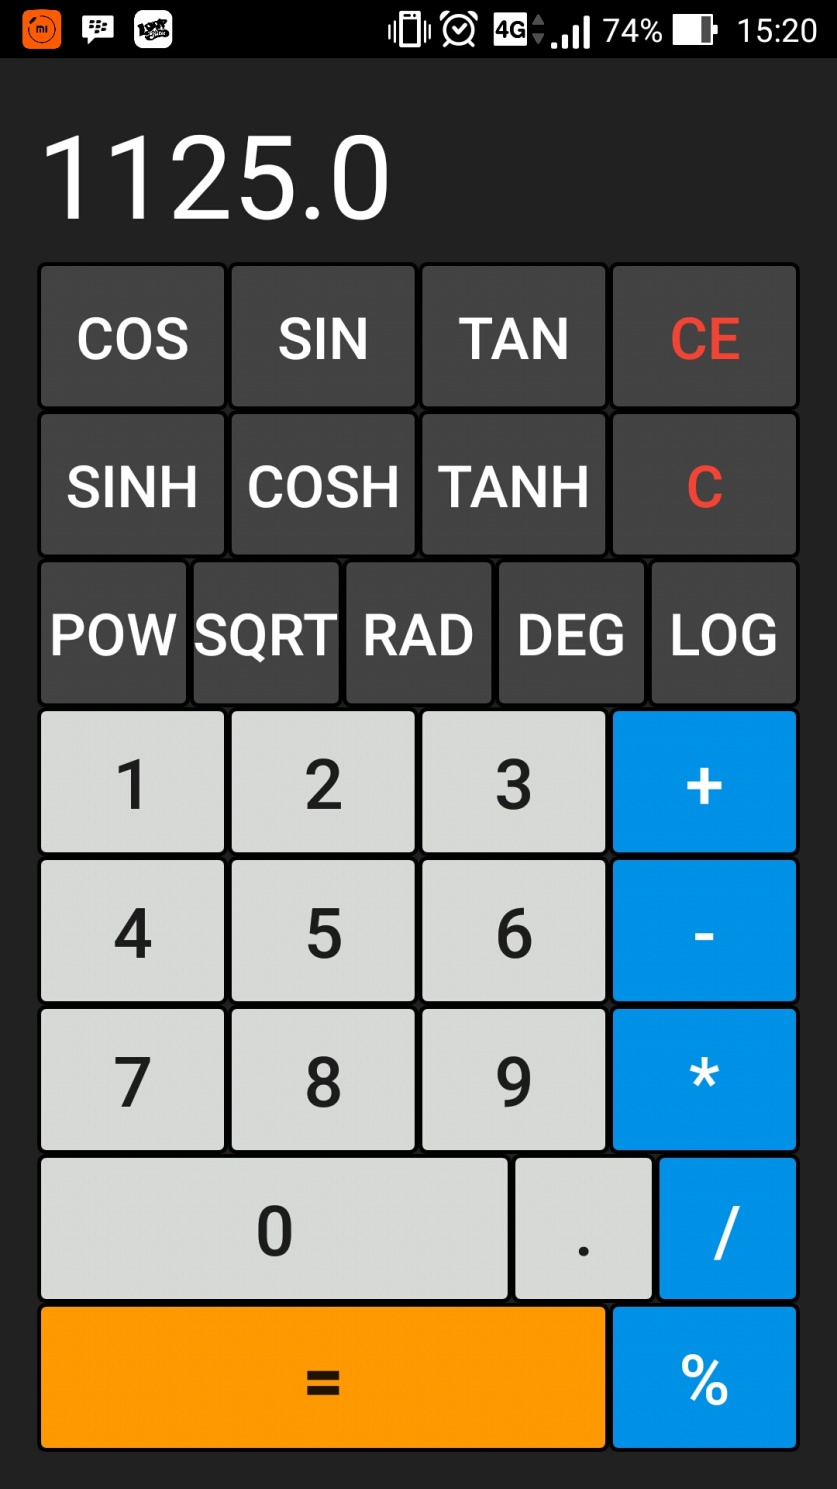 mi 4G 74% 15:20
1125.0
COS SIN TAN CE
SINH COSH TANH C
POW SQRT RAD DEG LOG
1 2 3 +
4 5 6 -
7 8 9 *
0 . /
= %